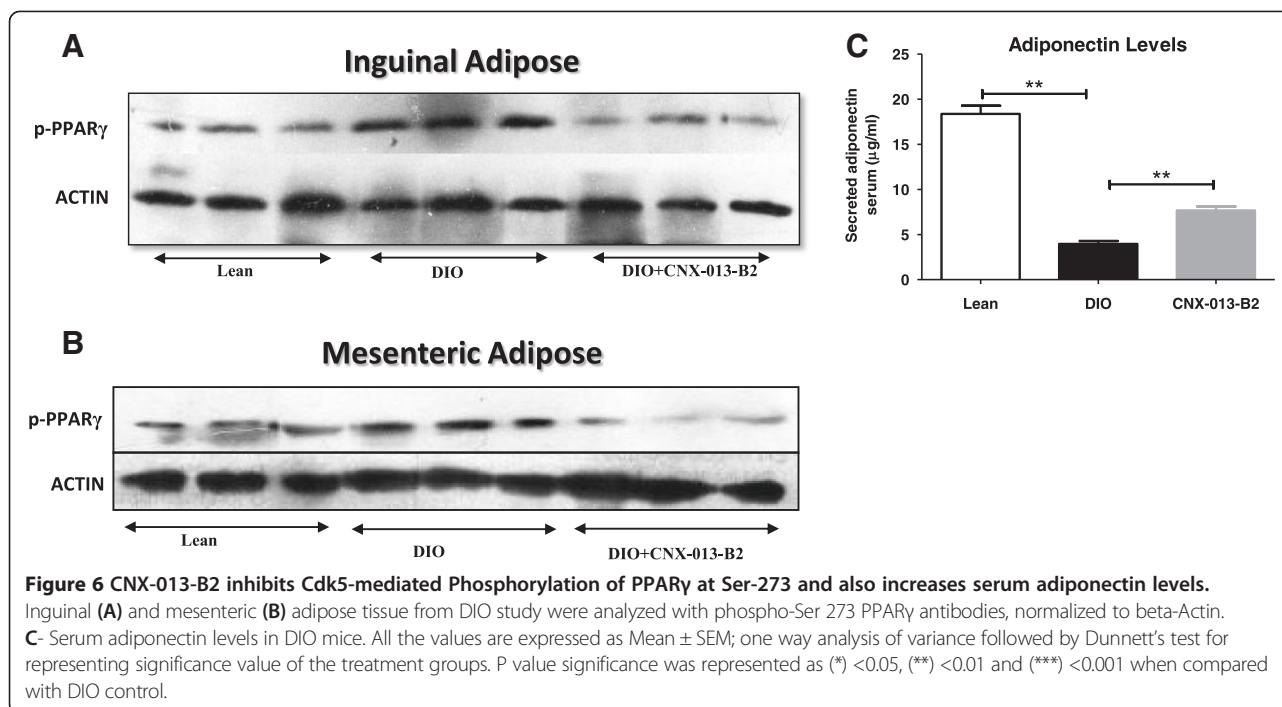 A
Inguinal Adipose
p-PPARγ
ACTIN
Lean
DIO
DIO+CNX-013-B2
B
Mesenteric Adipose
p-PPARγ
ACTIN
Lean
DIO
DIO+CNX-013-B2
C
Adiponectin Levels
Secreted adiponectin
serum (µg/ml)
25
20
15
10
5
0
**
**
Lean
DIO
CNX-013-B2
Figure 6 CNX-013-B2 inhibits Cdk5-mediated Phosphorylation of PPARγ at Ser-273 and also increases serum adiponectin levels.
Inguinal (A) and mesenteric (B) adipose tissue from DIO study were analyzed with phospho-Ser 273 PPARγ antibodies, normalized to beta-Actin.
C- Serum adiponectin levels in DIO mice. All the values are expressed as Mean ± SEM; one way analysis of variance followed by Dunnett's test for
representing significance value of the treatment groups. P value significance was represented as (*) <0.05, (**) <0.01 and (***) <0.001 when compared
with DIO control.